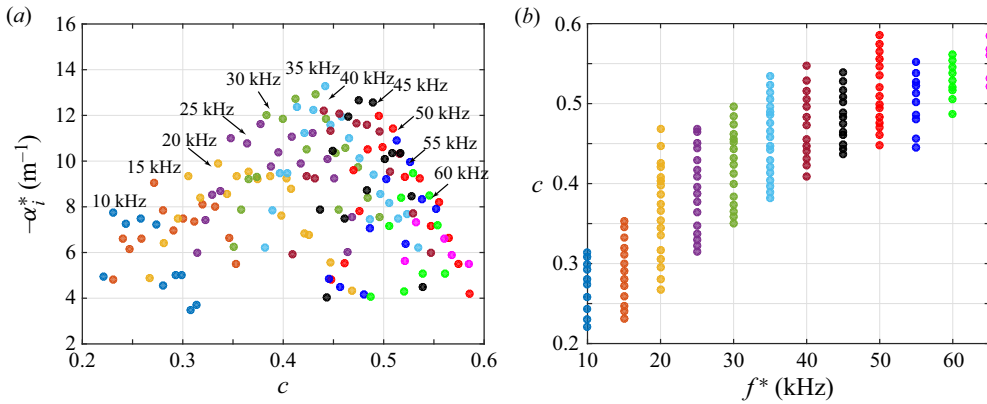 (a)
16
14
12
10
8
6
4
2
−α*i (m−1)
0.2 0.3 0.4 0.5 0.6
c
10 kHz
15 kHz
20 kHz
25 kHz
30 kHz
35 kHz
40 kHz
45 kHz
50 kHz
55 kHz
60 kHz
(b)
0.6
0.5
0.4
0.3
0.2
c
10 20 30 40 50 60
f* (kHz)